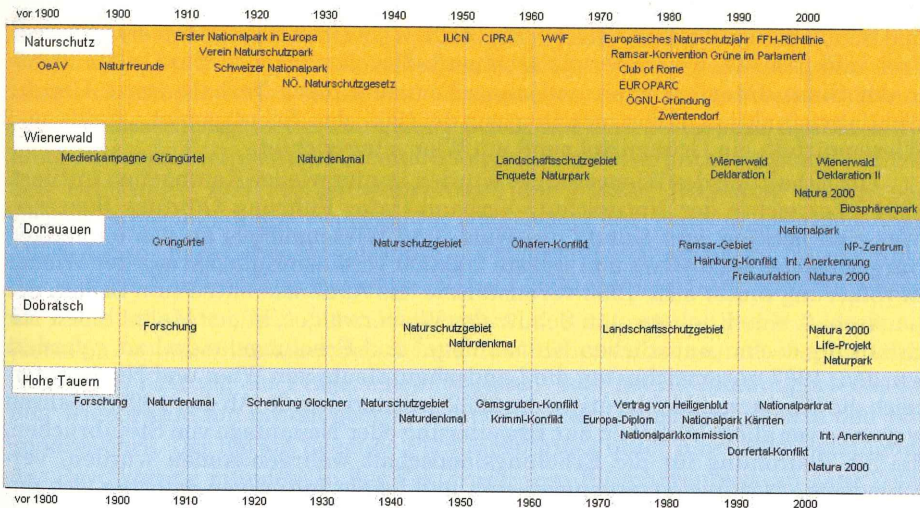 vor 1900 1900 1910 1920 1930 1940 1950 1960 1970 1980 1990 2000
Naturschutz
Erster Nationalpark in Europa IUCN CIPRA WWF Europäisches Naturschutzjahr FFH-Richtlinie
Verein Naturschutzpark Ramsar-Konvention Grüne im Parlament
OeAV Naturfreunde Schweizer Nationalpark Club of Rome
NÖ. Naturschutzgesetz EUROPARC
ÖGNU-Gründung
Zwentendorf
Wienerwald
Medienkampagne Grüngürtel Naturdenkmal Landschaftsschutzgebiet Wienerwald Wienerwald
Enquete Naturpark Deklaration I Deklaration II
Natura 2000
Biosphärenpark
Donauauen
Nationalpark
Grüngürtel Naturschutzgebiet Ölhafen-Konflikt Ramsar-Gebiet NP-Zentrum
Hainburg-Konflikt Int. Anerkennung
Freikaufaktion Natura 2000
Dobratsch
Forschung Naturschutzgebiet Landschaftsschutzgebiet Natura 2000
Naturdenkmal Life-Projekt
Naturpark
Hohe Tauern
Forschung Naturdenkmal Schenkung Glockner Naturschutzgebiet Gamsgruben-Konflikt Vertrag von Heiligenblut Nationalparkrat
Naturdenkmal Krimml-Konflikt Europa-Diplom Nationalpark Kärnten
Nationalparkkommission Int. Anerkennung
Dorfertal-Konflikt
Natura 2000
vor 1900 1900 1910 1920 1930 1940 1950 1960 1970 1980 1990 2000